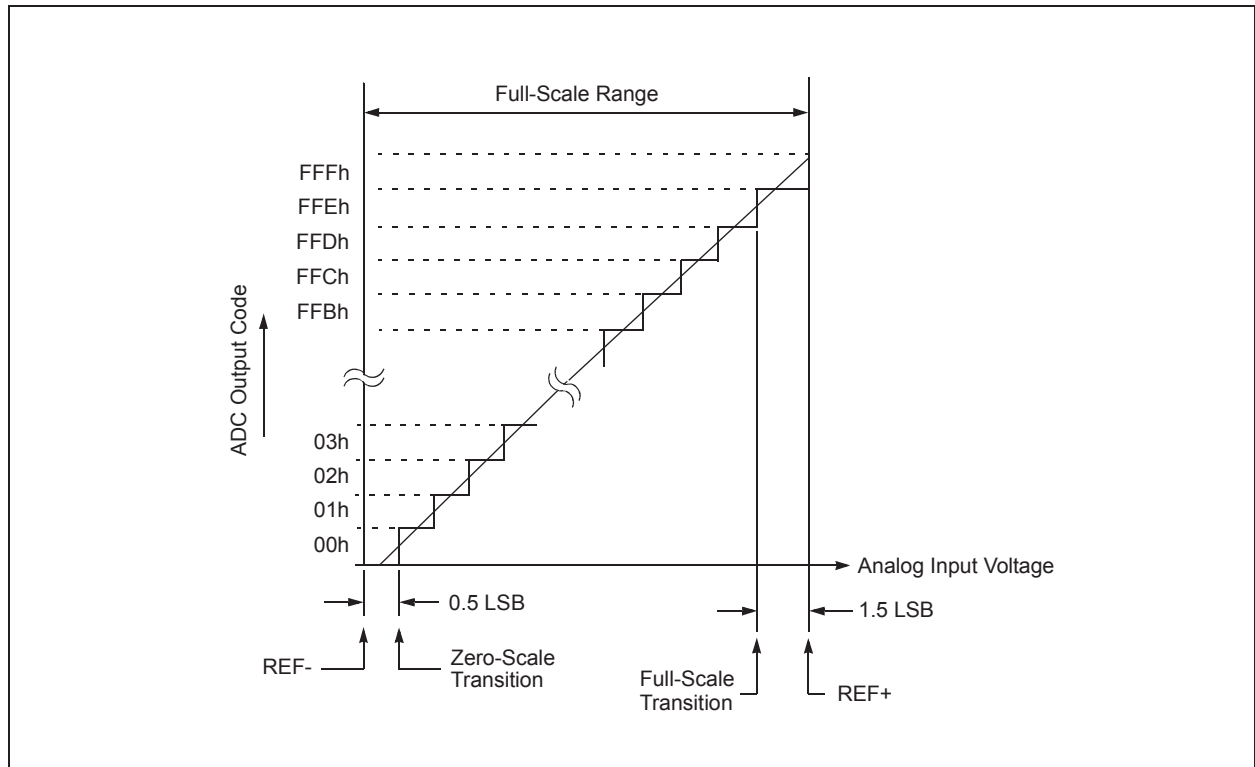 Full-Scale Range
FFFh
FFEh
FFDh
FFCh
FFBh
ADC Output Code
03h
02h
01h
00h
Analog Input Voltage
0.5 LSB
1.5 LSB
REF-
Zero-Scale
Transition
Full-Scale
Transition
REF+